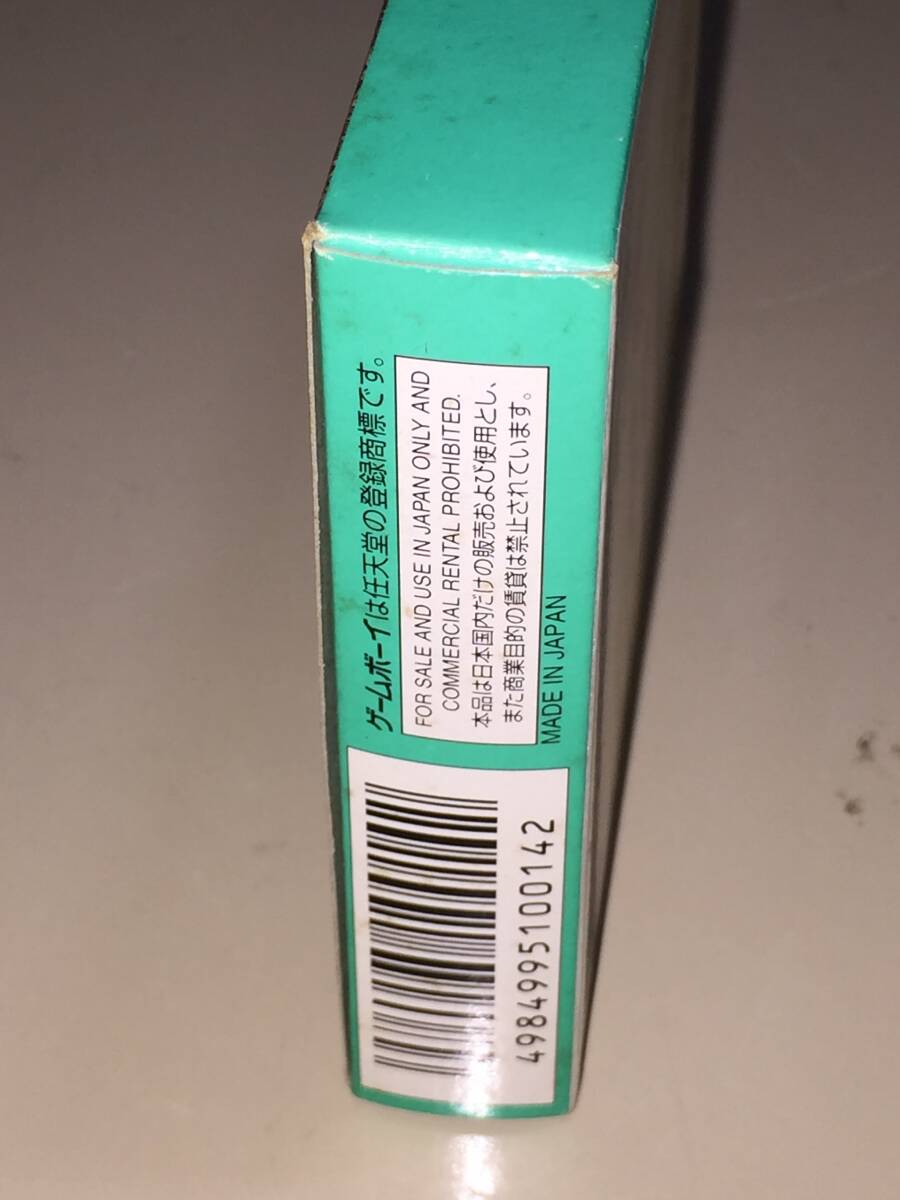 ゲームボーイは任天堂の登録商標です。
FOR SALE AND USE IN JAPAN ONLY AND
COMMERCIAL RENTAL PROHIBITED.
本品は日本国内だけの販売および使用とし、
また商業目的の賃貸は禁止されています。
MADE IN JAPAN
4984995100142